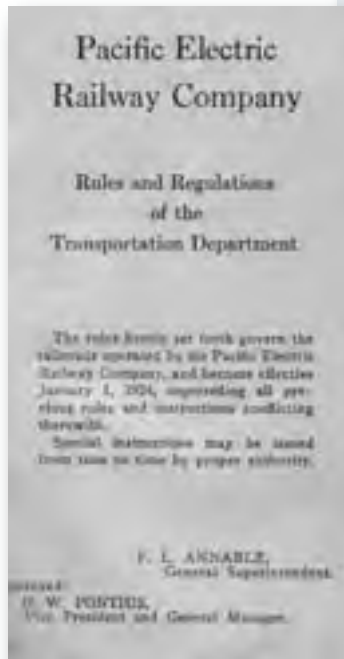 Pacific Electric
Railway Company
Rules and Regulations
of the
Transportation Department
The rules herein set forth govern the
railroads operated by the Pacific Electric
Railway Company, and become effective
January 1, 1924, superseding all pre-
vious rules and instructions conflicting
therewith.
Special instructions may be issued
from time to time by proper authority.
F. L. ANNABLE,
General Superintendent.
D. W. PONTIUS,
Vice President and General Manager.